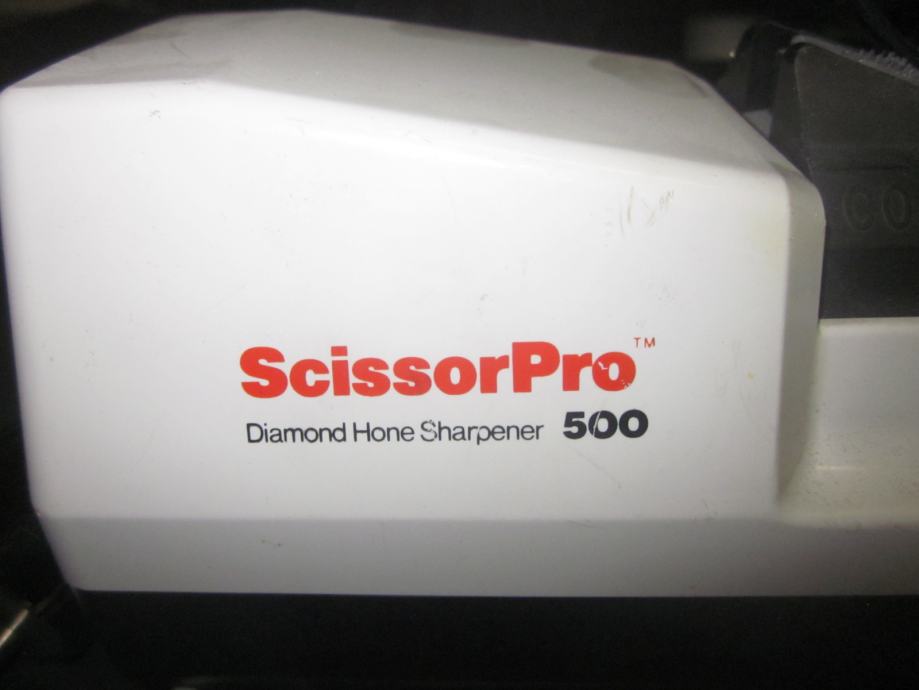 ScissorPro™
Diamond Hone Sharpener 500